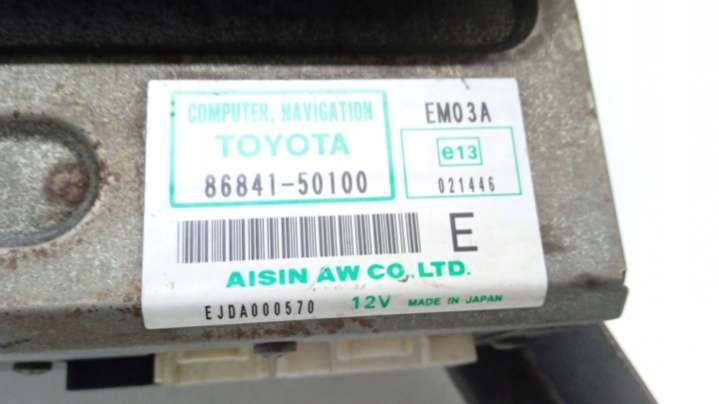 COMPUTER, NAVIGATION
TOYOTA
86841-50100
EM03A
e13
021446
E
AISIN AW CO.,LTD.
EJDA000570 12V MADE IN JAPAN